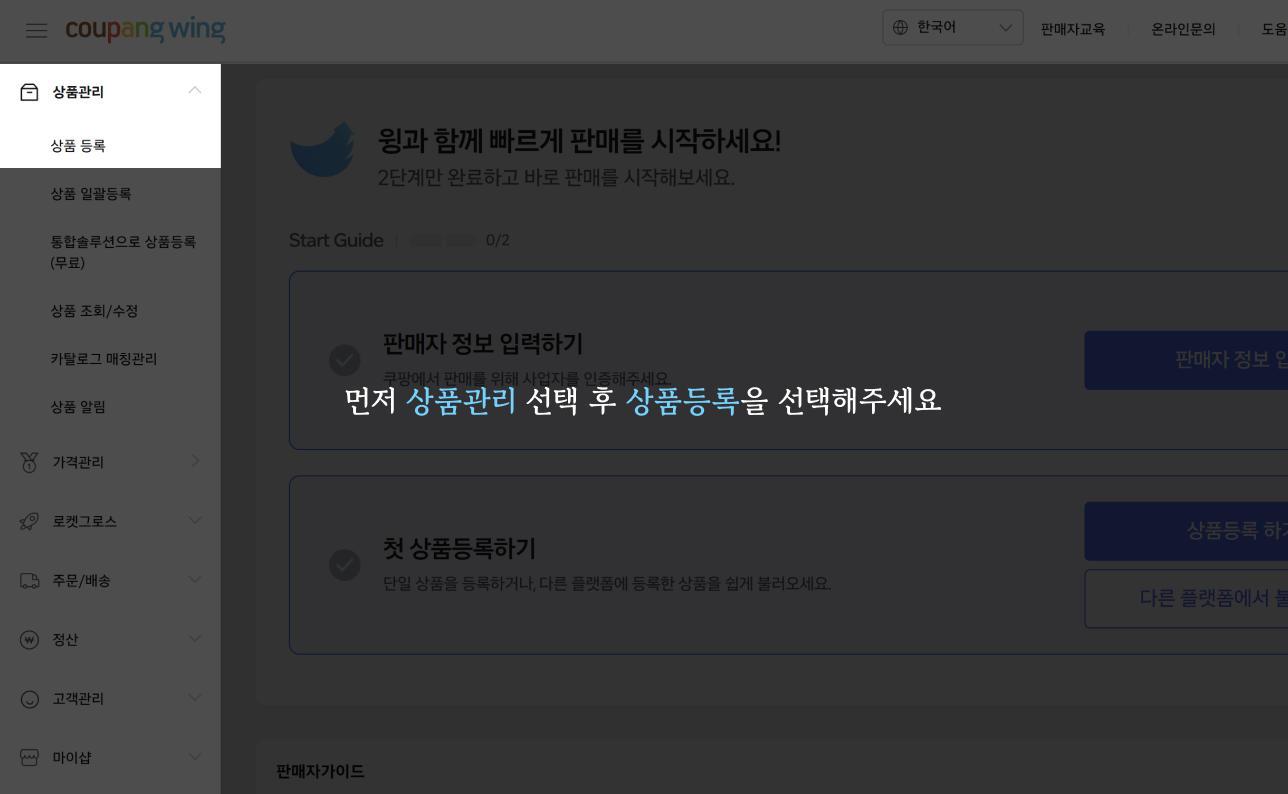 coupang wing
한국어
판매자교육
온라인문의
도움
상품관리
상품 등록
상품 일괄등록
통합솔루션으로 상품등록
(무료)
상품 조회/수정
카탈로그 매칭관리
상품 알림
가격관리
로켓그로스
주문/배송
정산
고객관리
마이샵
윙과 함께 빠르게 판매를 시작하세요!
2단계만 완료하고 바로 판매를 시작해보세요.
Start Guide
0/2
판매자 정보 입력하기
쿠팡에서 판매를 위해 사업자를 인증해주세요.
판매자 정보 입
먼저 상품관리 선택 후 상품등록을 선택해주세요
첫 상품등록하기
단일 상품을 등록하거나, 다른 플랫폼에 등록한 상품을 쉽게 불러오세요.
상품등록 하기
다른 플랫폼에서 불
판매자가이드